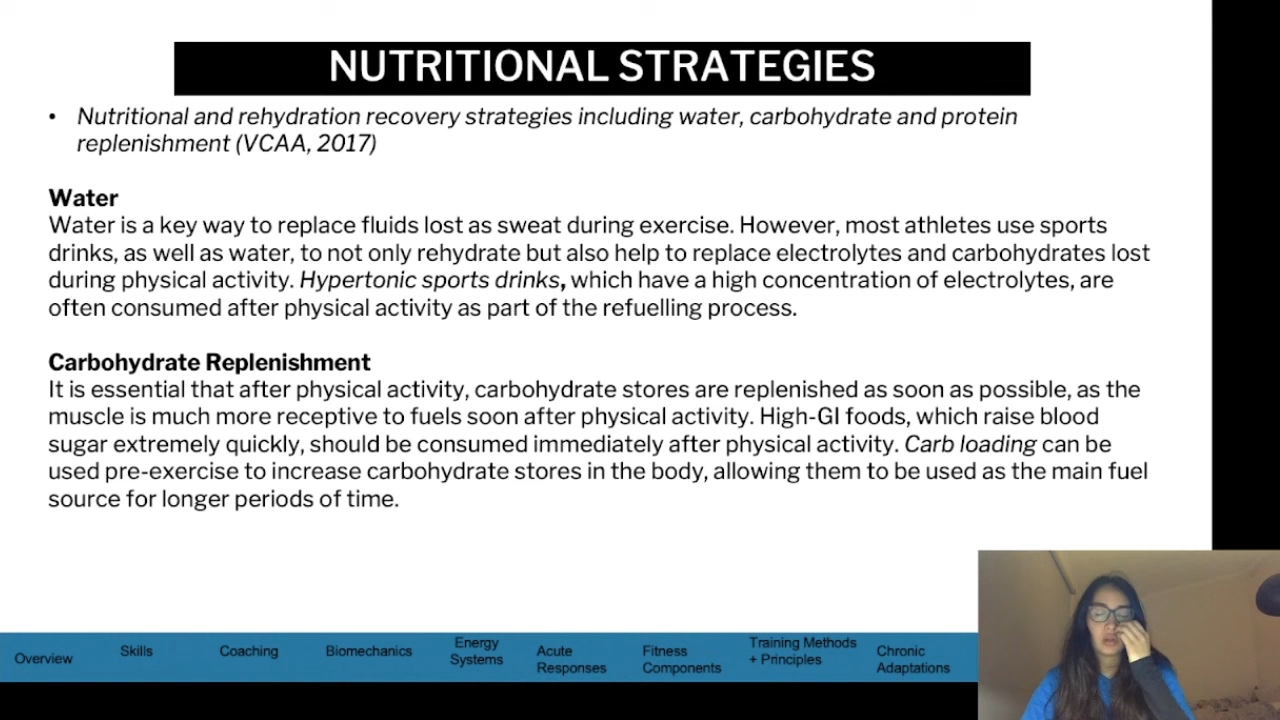 NUTRITIONAL STRATEGIES
• Nutritional and rehydration recovery strategies including water, carbohydrate and protein
replenishment (VCAA, 2017)
Water
Water is a key way to replace fluids lost as sweat during exercise. However, most athletes use sports
drinks, as well as water, to not only rehydrate but also help to replace electrolytes and carbohydrates lost
during physical activity. Hypertonic sports drinks, which have a high concentration of electrolytes, are
often consumed after physical activity as part of the refuelling process.
Carbohydrate Replenishment
It is essential that after physical activity, carbohydrate stores are replenished as soon as possible, as the
muscle is much more receptive to fuels soon after physical activity. High-GI foods, which raise blood
sugar extremely quickly, should be consumed immediately after physical activity. Carb loading can be
used pre-exercise to increase carbohydrate stores in the body, allowing them to be used as the main fuel
source for longer periods of time.
Overview
Skills
Coaching
Biomechanics
Energy
Systems
Acute
Responses
Fitness
Components
Training Methods
+ Principles
Chronic
Adaptations